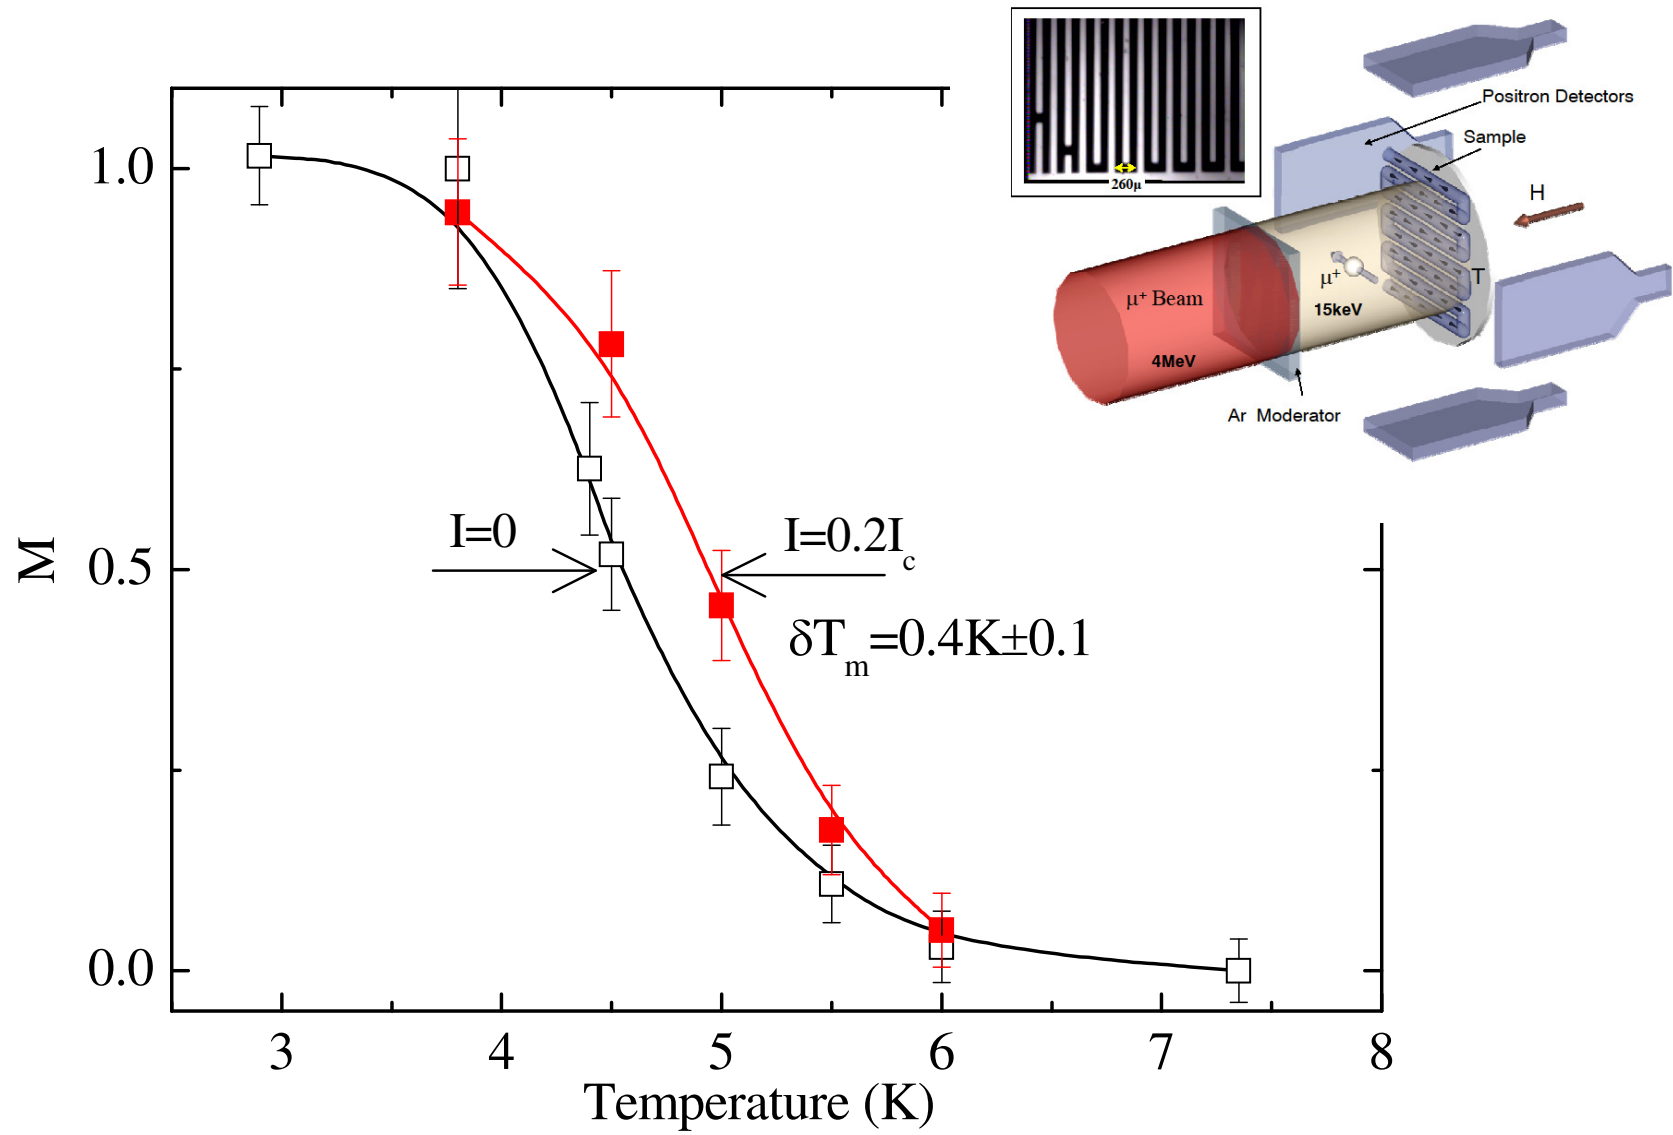 1.0
0.5
0.0
M
3 4 5 6 7 8
Temperature (K)
I=0
I=0.2I_c
δT_m=0.4K±0.1
260μ
Positron Detectors
Sample
H
T
μ⁺
15keV
μ⁺ Beam
4MeV
Ar Moderator